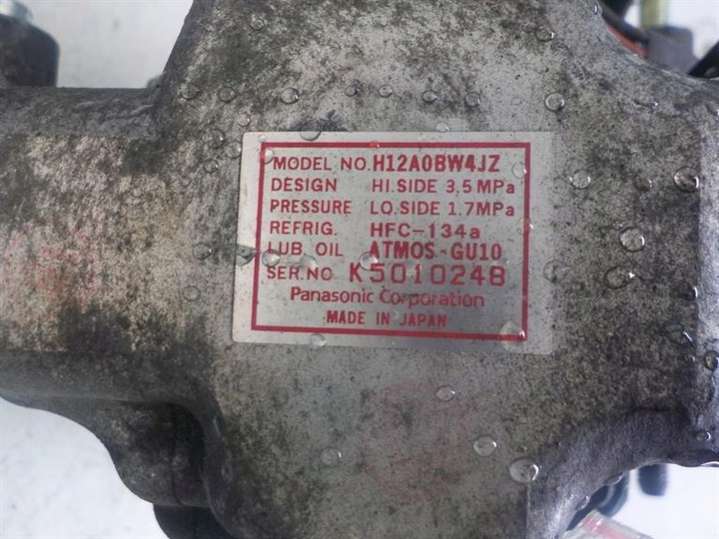 MODEL NO. H12A0BW4JZ
DESIGN HI.SIDE 3.5 MPa
PRESSURE LO.SIDE 1.7MPa
REFRIG. HFC-134a
LUB. OIL ATMOS-GU10
SER.NO K5010248
Panasonic Corporation
MADE IN JAPAN